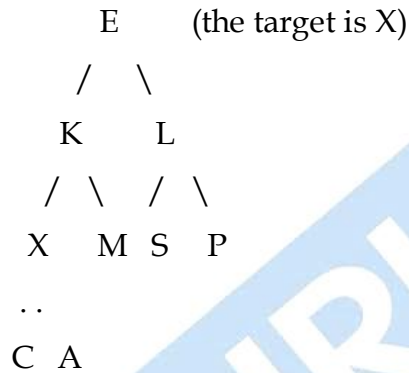 E (the target is X)
/ \
K L
/ \ / \
X M S P
. .
C A